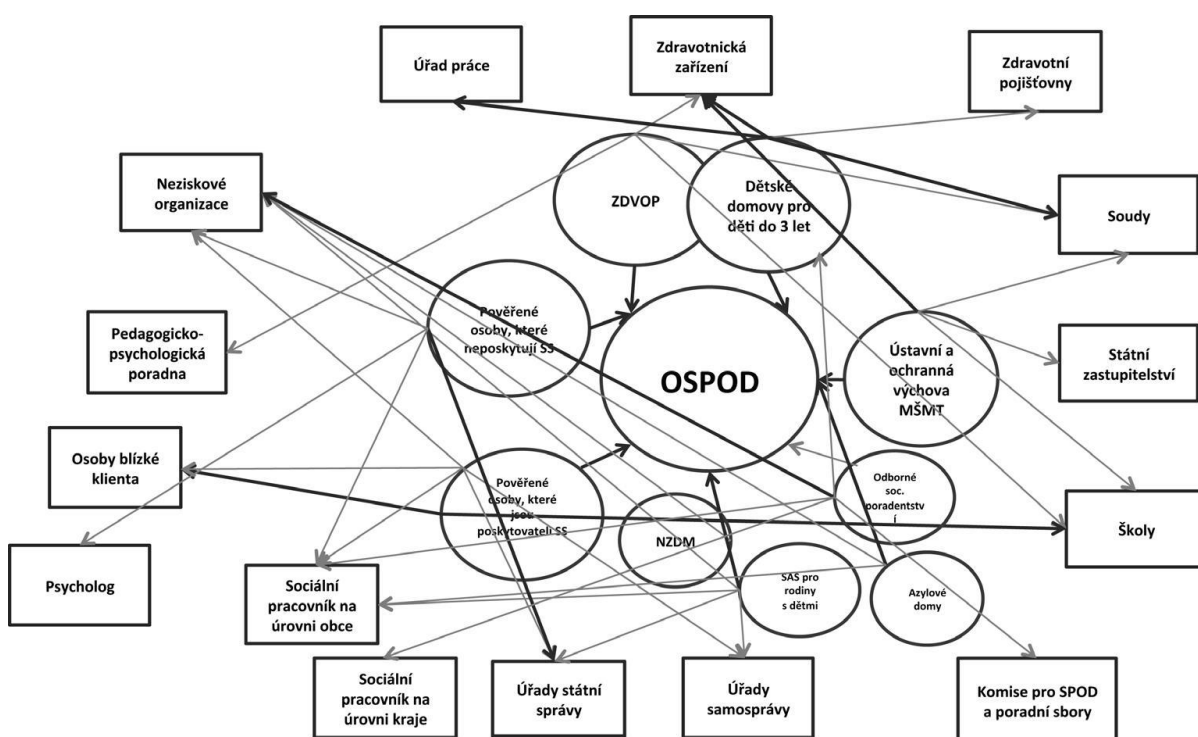 Úřad práce
Zdravotnická
zařízení
Zdravotní
pojišťovny
Neziskové
organizace
ZDVOP
Dětské
domovy pro
děti do 3 let
Soudy
Pověřené
osoby, které
neposkytují SS
Pedagogicko-
psychologická
poradna
OSPOD
Ústavní a
ochranná
výchova
MŠMT
Státní
zastupitelství
Osoby blízké
klienta
Pověřené
osoby, které
jsou
poskytovateli SS
Odborné
soc.
poradentstv
í
NZDM
Školy
Psycholog
Sociální
pracovník na
úrovni obce
SAS pro
rodiny
s dětmi
Azylové
domy
Sociální
pracovník na
úrovni kraje
Úřady státní
správy
Úřady
samosprávy
Komise pro SPOD
a poradní sbory